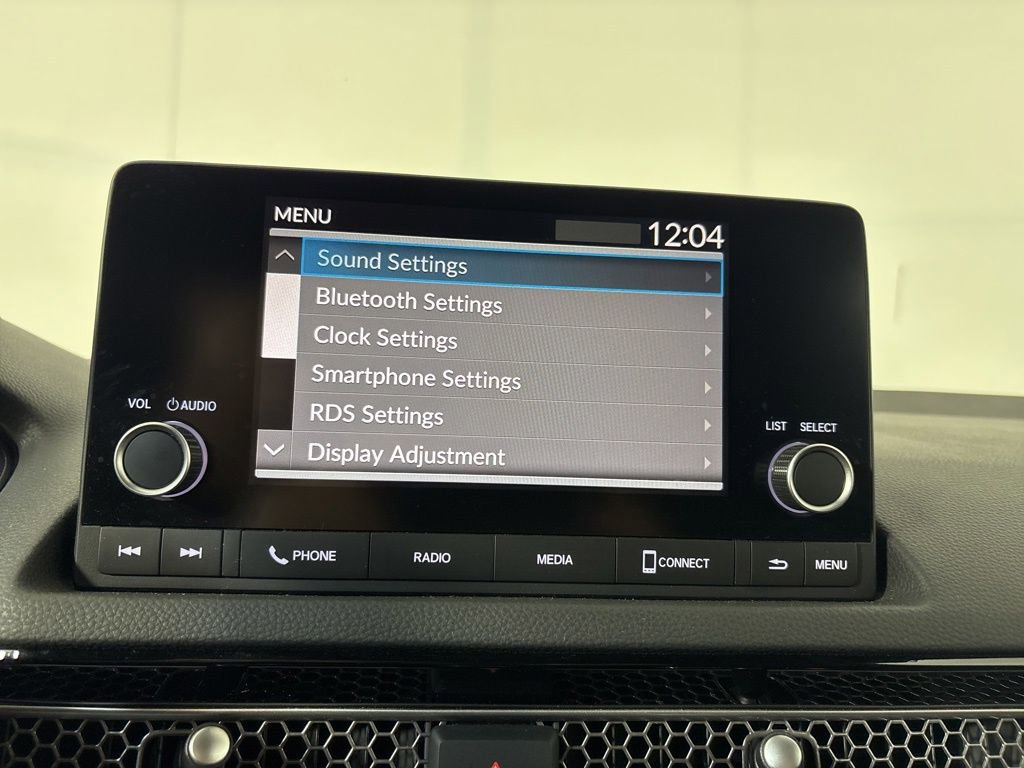 MENU
12:04
Sound Settings
Bluetooth Settings
Clock Settings
Smartphone Settings
RDS Settings
Display Adjustment
VOL AUDIO
LIST SELECT
PHONE
RADIO
MEDIA
CONNECT
MENU